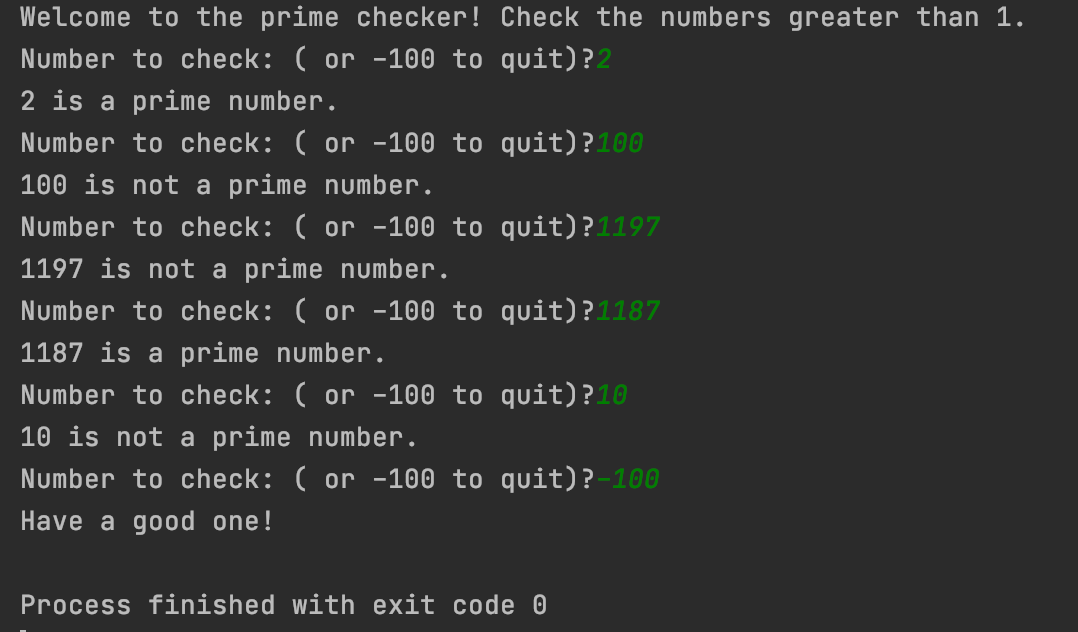 Welcome to the prime checker! Check the numbers greater than 1.
Number to check: ( or -100 to quit)?2
2 is a prime number.
Number to check: ( or -100 to quit)?100
100 is not a prime number.
Number to check: ( or -100 to quit)?1197
1197 is not a prime number.
Number to check: ( or -100 to quit)?1187
1187 is a prime number.
Number to check: ( or -100 to quit)?10
10 is not a prime number.
Number to check: ( or -100 to quit)?-100
Have a good one!
Process finished with exit code 0